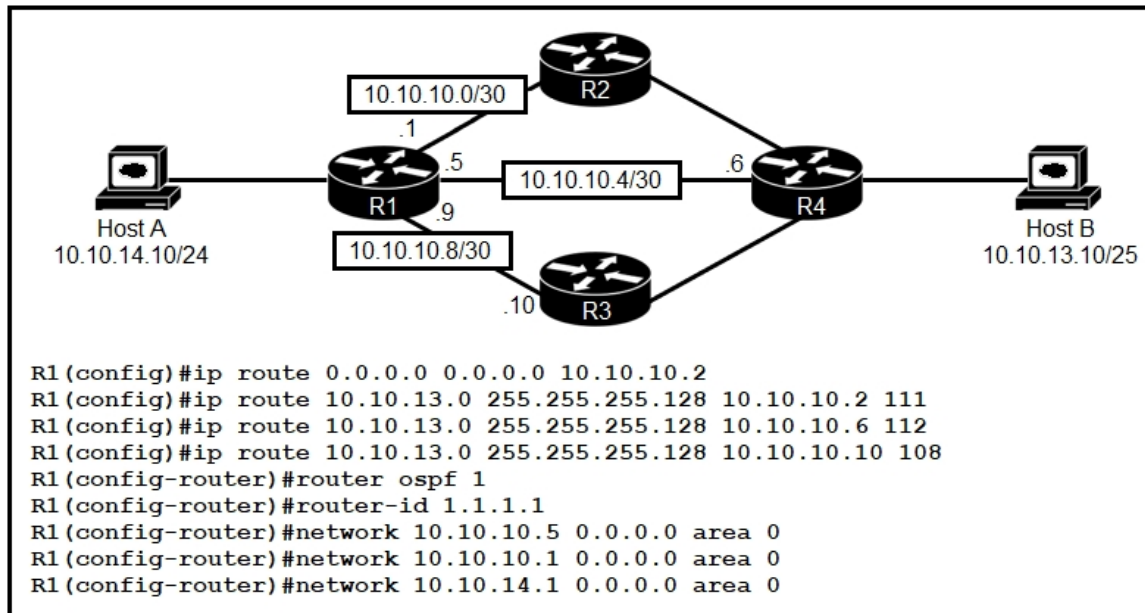 R2
10.10.10.0/30
.1
.5
.6
10.10.10.4/30
R1
R4
.9
Host A
10.10.14.10/24
Host B
10.10.13.10/25
10.10.10.8/30
.10
R3
R1(config)#ip route 0.0.0.0 0.0.0.0 10.10.10.2
R1(config)#ip route 10.10.13.0 255.255.255.128 10.10.10.2 111
R1(config)#ip route 10.10.13.0 255.255.255.128 10.10.10.6 112
R1(config)#ip route 10.10.13.0 255.255.255.128 10.10.10.10 108
R1(config-router)#router ospf 1
R1(config-router)#router-id 1.1.1.1
R1(config-router)#network 10.10.10.5 0.0.0.0 area 0
R1(config-router)#network 10.10.10.1 0.0.0.0 area 0
R1(config-router)#network 10.10.14.1 0.0.0.0 area 0